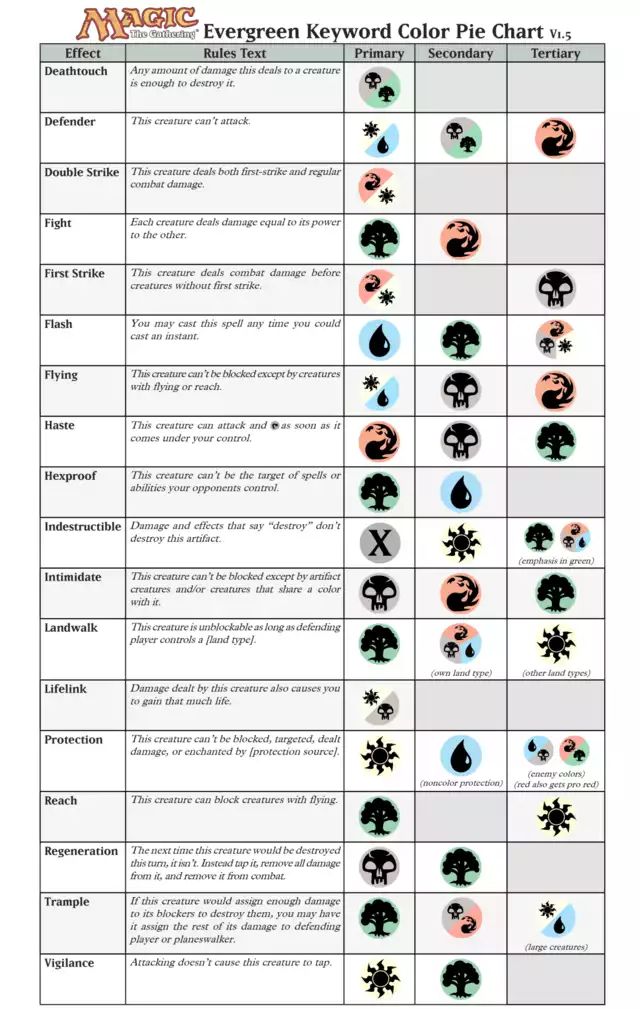 MAGIC
The Gathering
Evergreen Keyword Color Pie Chart V1.5
Effect Rules Text Primary Secondary Tertiary
Deathtouch Any amount of damage this deals to a creature
is enough to destroy it.
Defender This creature can't attack.
Double Strike This creature deals both first-strike and regular
combat damage.
Fight Each creature deals damage equal to its power
to the other.
First Strike This creature deals combat damage before
creatures without first strike.
Flash You may cast this spell any time you could
cast an instant.
Flying This creature can't be blocked except by creatures
with flying or reach.
Haste This creature can attack and as soon as it
comes under your control.
Hexproof This creature can't be the target of spells or
abilities your opponents control.
Indestructible Damage and effects that say “destroy” don't
destroy this artifact.
X
(emphasis in green)
Intimidate This creature can't be blocked except by artifact
creatures and/or creatures that share a color
with it.
Landwalk This creature is unblockable as long as defending
player controls a [land type].
(own land type) (other land types)
Lifelink Damage dealt by this creature also causes you
to gain that much life.
Protection This creature can't be blocked, targeted, dealt
damage, or enchanted by [protection source].
(noncolor protection) (enemy colors)
(red also gets pro red)
Reach This creature can block creatures with flying.
Regeneration The next time this creature would be destroyed
this turn, it isn't. Instead tap it, remove all damage
from it, and remove it from combat.
Trample If this creature would assign enough damage
to its blockers to destroy them, you may have
it assign the rest of its damage to defending
player or planeswalker.
(large creatures)
Vigilance Attacking doesn't cause this creature to tap.